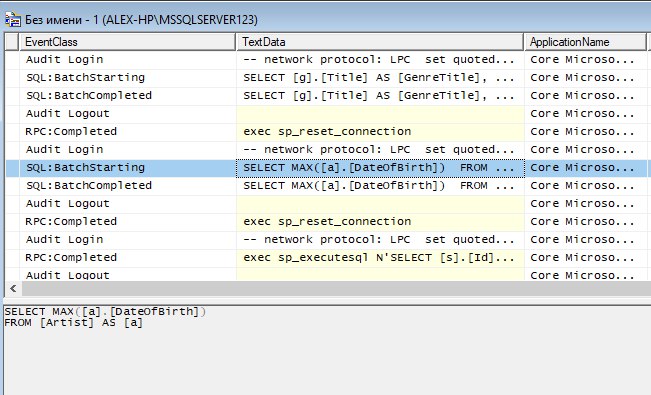 Без имени - 1 (ALEX-HP\MSSQLSERVER123)
EventClass TextData ApplicationName
Audit Login -- network protocol: LPC set quoted... Core Microso...
SQL:BatchStarting SELECT [g].[Title] AS [GenreTitle], ... Core Microso...
SQL:BatchCompleted SELECT [g].[Title] AS [GenreTitle], ... Core Microso...
Audit Logout Core Microso...
RPC:Completed exec sp_reset_connection Core Microso...
Audit Login -- network protocol: LPC set quoted... Core Microso...
SQL:BatchStarting SELECT MAX([a].[DateOfBirth]) FROM ... Core Microso...
SQL:BatchCompleted SELECT MAX([a].[DateOfBirth]) FROM ... Core Microso...
Audit Logout Core Microso...
RPC:Completed exec sp_reset_connection Core Microso...
Audit Login -- network protocol: LPC set quoted... Core Microso...
RPC:Completed exec sp_executesql N'SELECT [s].[Id]... Core Microso...
Audit Logout Core Microso...
SELECT MAX([a].[DateOfBirth])
FROM [Artist] AS [a]